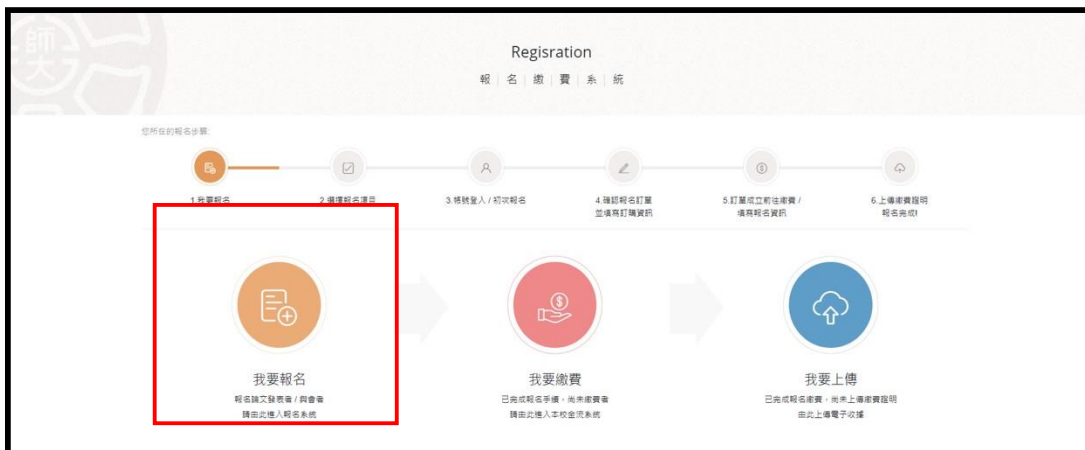 師大
Regisration
報 | 名 | 繳 | 費 | 系 | 統
您所在的報名步驟:
1.我要報名
2.選擇報名項目
3.帳號登入 / 初次報名
4.確認報名訂單
並填寫訂購資訊
5.訂單成立前往繳費 /
填寫報名資訊
6.上傳繳費證明
報名完成!
我要報名
報名論文發表者 / 與會者
請由此進入報名系統
我要繳費
已完成報名手續，尚未繳費者
請由此進入本校金流系統
我要上傳
已完成報名繳費，尚未上傳繳費證明
由此上傳電子收據